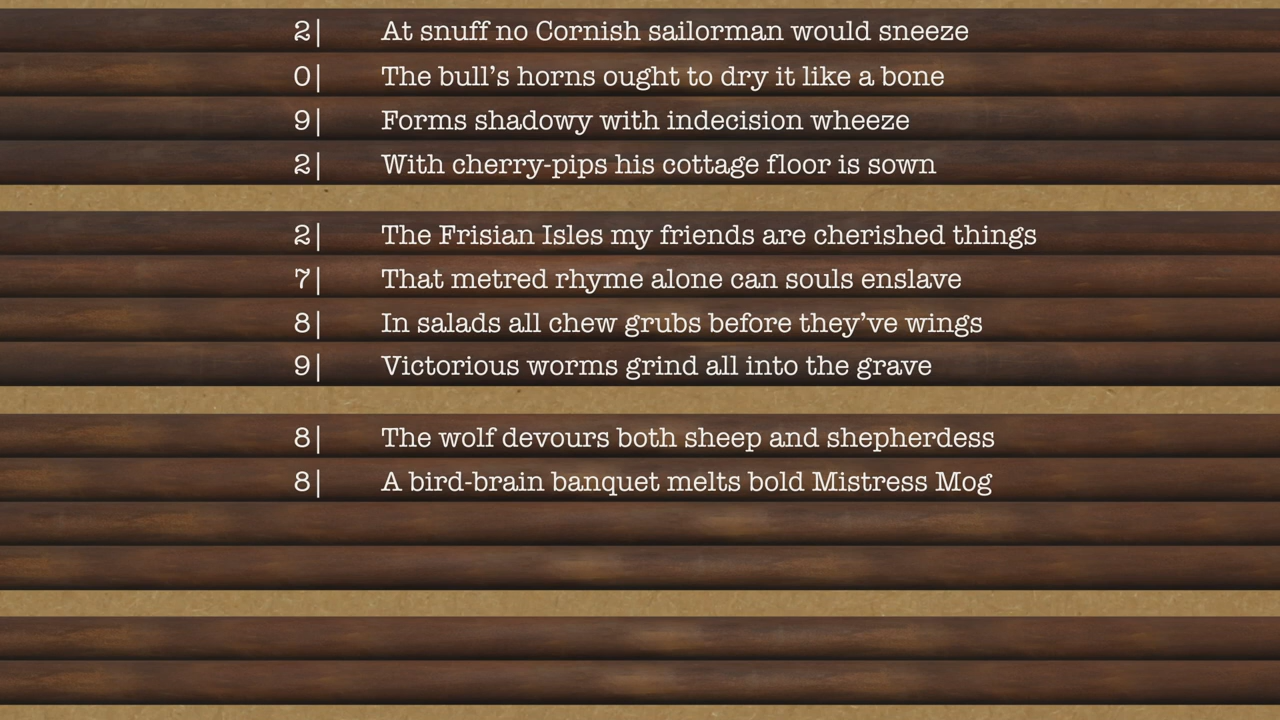 2| At snuff no Cornish sailorman would sneeze
0| The bull’s horns ought to dry it like a bone
9| Forms shadowy with indecision wheeze
2| With cherry-pips his cottage floor is sown
2| The Frisian Isles my friends are cherished things
7| That metred rhyme alone can souls enslave
8| In salads all chew grubs before they’ve wings
9| Victorious worms grind all into the grave
8| The wolf devours both sheep and shepherdess
8| A bird-brain banquet melts bold Mistress Mog